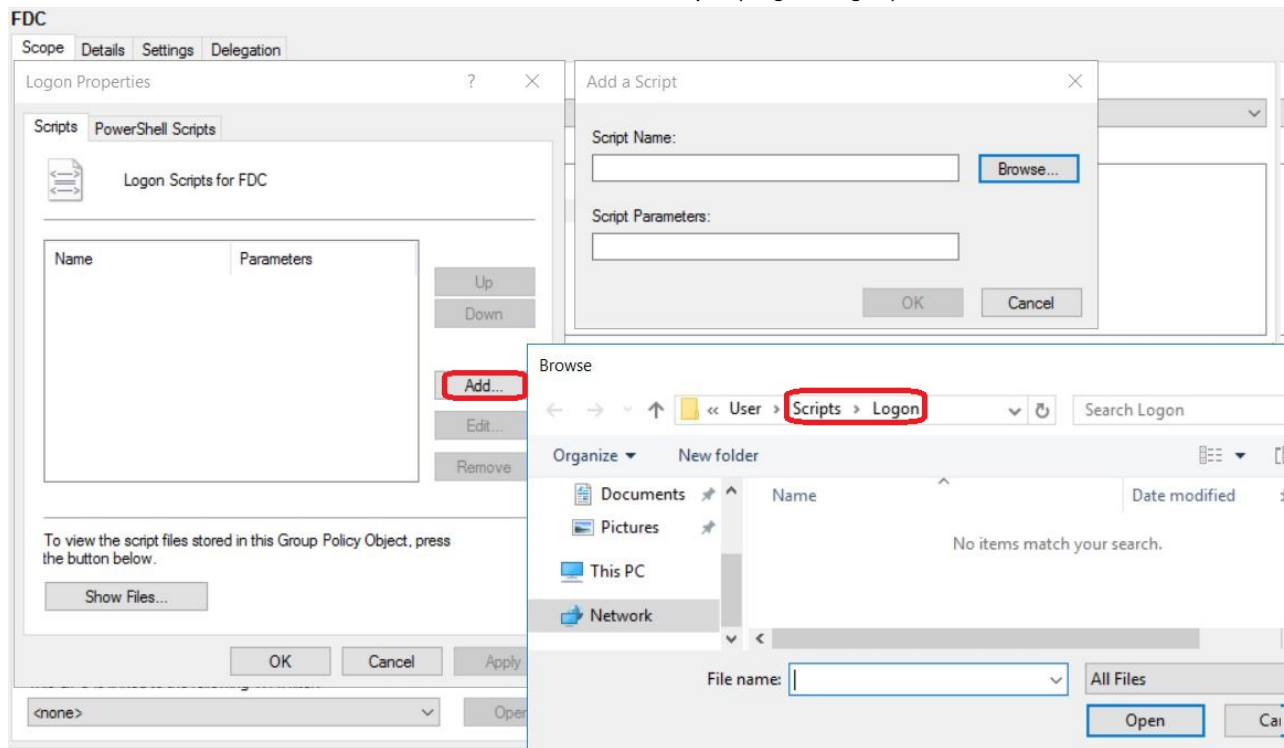 FDC
Scope Details Settings Delegation
Logon Properties ? ×
Scripts PowerShell Scripts
Logon Scripts for FDC
Name Parameters
Up
Down
Add...
Edit...
Remove
To view the script files stored in this Group Policy Object, press
the button below.
Show Files...
OK Cancel Apply
<none>
Add a Script ×
Script Name:
Browse...
Script Parameters:
OK Cancel
Browse
« User › Scripts › Logon
Search Logon
Organize New folder
Documents
Pictures
This PC
Network
Name Date modified
No items match your search.
File name:
All Files
Open